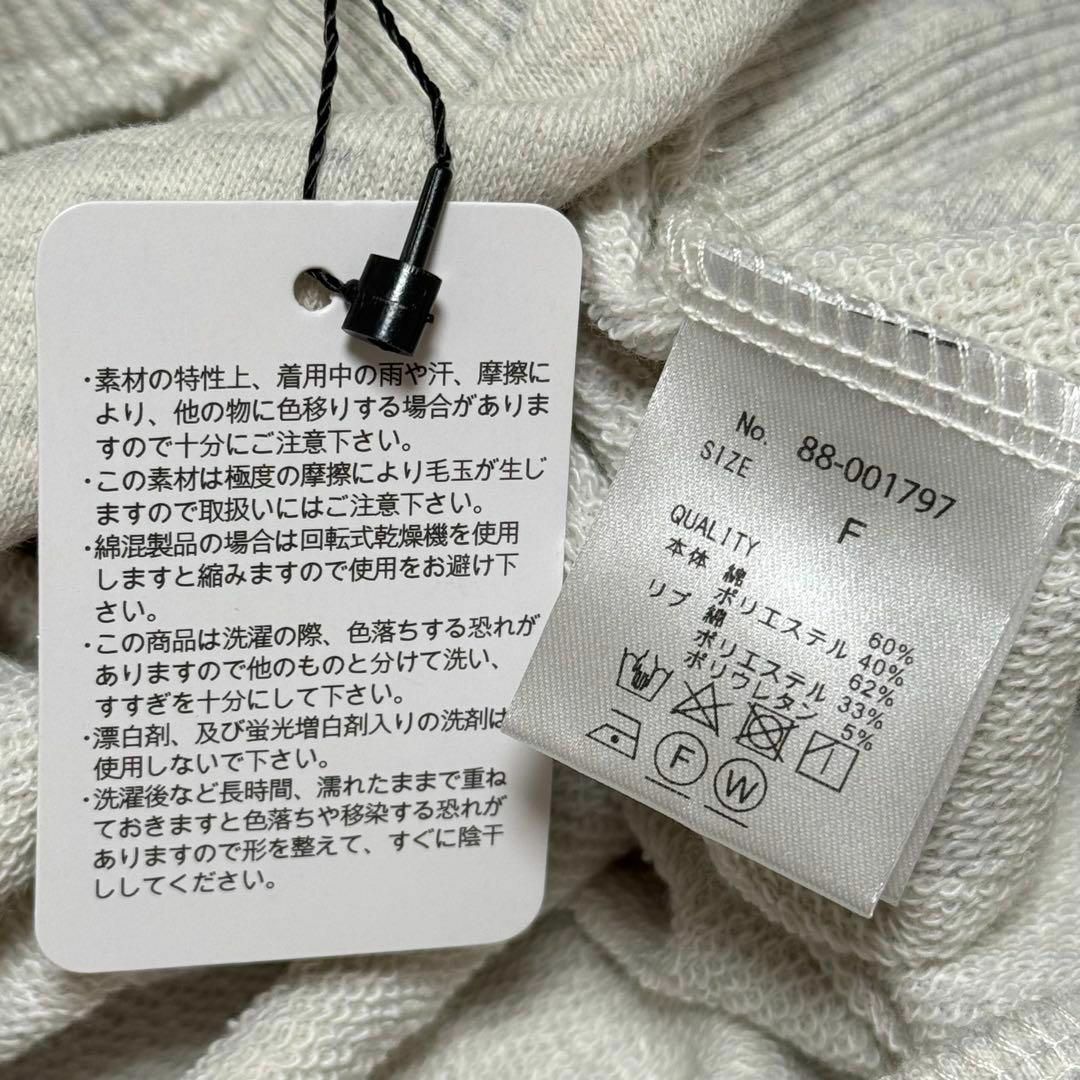 ・素材の特性上、着用中の雨や汗、摩擦に
より、他の物に色移りする場合がありま
すので十分にご注意下さい。
・この素材は極度の摩擦により毛玉が生じ
ますので取扱いにはご注意下さい。
・綿混製品の場合は回転式乾燥機を使用
しますと縮みますので使用をお避け下
さい。
・この商品は洗濯の際、色落ちする恐れが
ありますので他のものと分けて洗い、
すすぎを十分にして下さい。
・漂白剤、及び蛍光増白剤入りの洗剤は
使用しないで下さい。
・洗濯後など長時間、濡れたままで重ね
ておきますと色落ちや移染する恐れが
ありますので形を整えて、すぐに陰干
ししてください。
No. 88-001797
SIZE F
QUALITY
本体 綿 60%
ポリエステル 40%
リブ 綿 62%
ポリエステル 33%
ポリウレタン 5%
F W